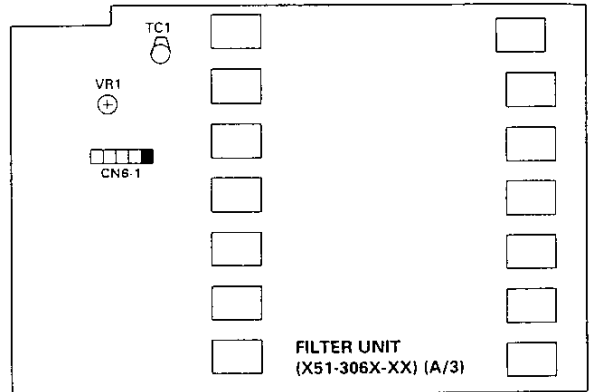 TC1
VR1
CN6-1
FILTER UNIT
(X51-306X-XX) (A/3)